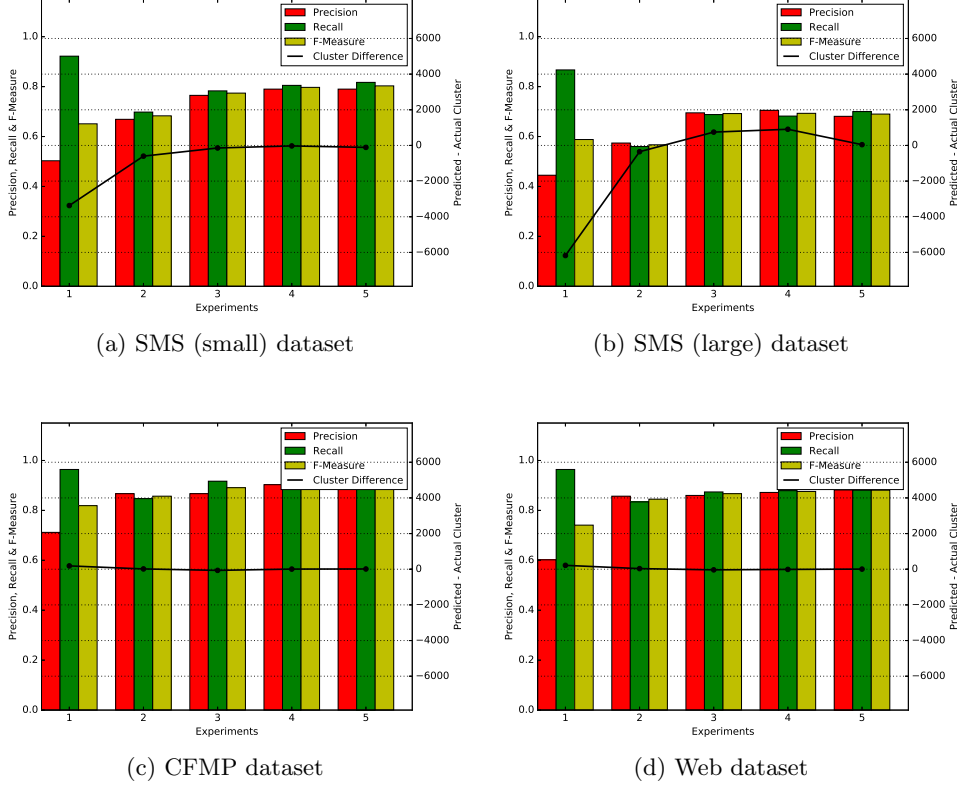 Precision
Recall
F-Measure
Cluster Difference
1.0
0.8
0.6
0.4
0.2
0.0
Precision, Recall & F-Measure
6000
4000
2000
0
−2000
−4000
−6000
Predicted - Actual Cluster
1 2 3 4 5
Experiments
(a) SMS (small) dataset
Precision
Recall
F-Measure
Cluster Difference
1.0
0.8
0.6
0.4
0.2
0.0
Precision, Recall & F-Measure
6000
4000
2000
0
−2000
−4000
−6000
Predicted - Actual Cluster
1 2 3 4 5
Experiments
(b) SMS (large) dataset
Precision
Recall
F-Measure
Cluster Difference
1.0
0.8
0.6
0.4
0.2
0.0
Precision, Recall & F-Measure
6000
4000
2000
0
−2000
−4000
−6000
Predicted - Actual Cluster
1 2 3 4 5
Experiments
(c) CFMP dataset
Precision
Recall
F-Measure
Cluster Difference
1.0
0.8
0.6
0.4
0.2
0.0
Precision, Recall & F-Measure
6000
4000
2000
0
−2000
−4000
−6000
Predicted - Actual Cluster
1 2 3 4 5
Experiments
(d) Web dataset